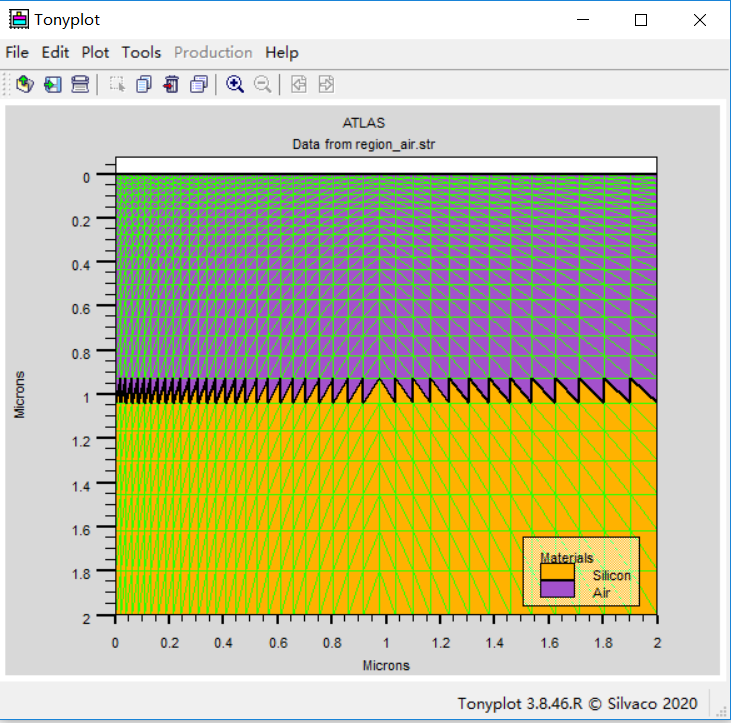 Tonyplot
File Edit Plot Tools Production Help
ATLAS
Data from region_air.str
0
0.2
0.4
0.6
0.8
1
1.2
1.4
1.6
1.8
2
Microns
Materials
Silicon
Air
0 0.2 0.4 0.6 0.8 1 1.2 1.4 1.6 1.8 2
Microns
Tonyplot 3.8.46.R © Silvaco 2020